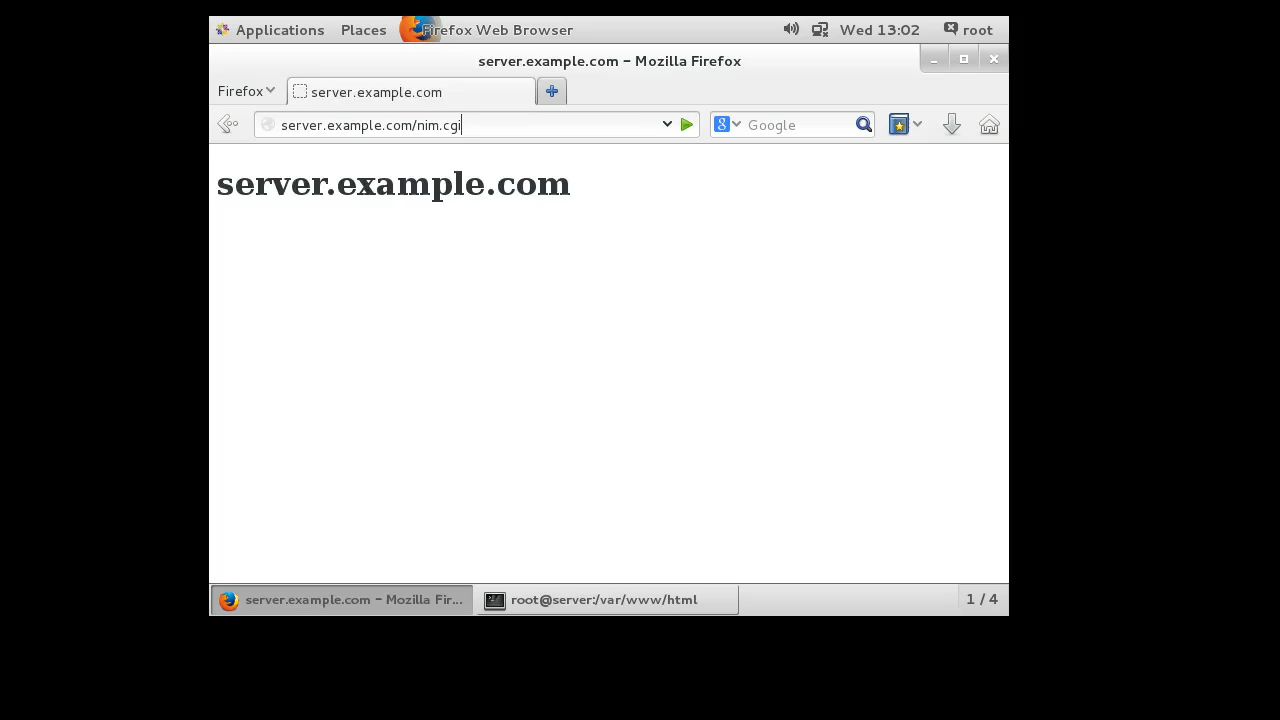 Applications Places Firefox Web Browser Wed 13:02 root
server.example.com – Mozilla Firefox
Firefox server.example.com
server.example.com/nim.cgi 8 Google
server.example.com
server.example.com – Mozilla Fir... root@server:/var/www/html 1 / 4